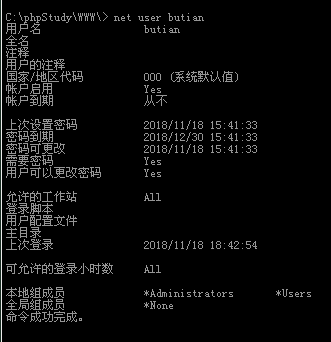 C:\phpStudy\WWW\> net user butian
用户名 butian
全名
注释
用户的注释
国家/地区代码 000 (系统默认值)
帐户启用 Yes
帐户到期 从不
上次设置密码 2018/11/18 15:41:33
密码到期 2018/12/30 15:41:33
密码可更改 2018/11/18 15:41:33
需要密码 Yes
用户可以更改密码 Yes
允许的工作站 All
登录脚本
用户配置文件
主目录
上次登录 2018/11/18 18:42:54
可允许的登录小时数 All
本地组成员 *Administrators *Users
全局组成员 *None
命令成功完成。